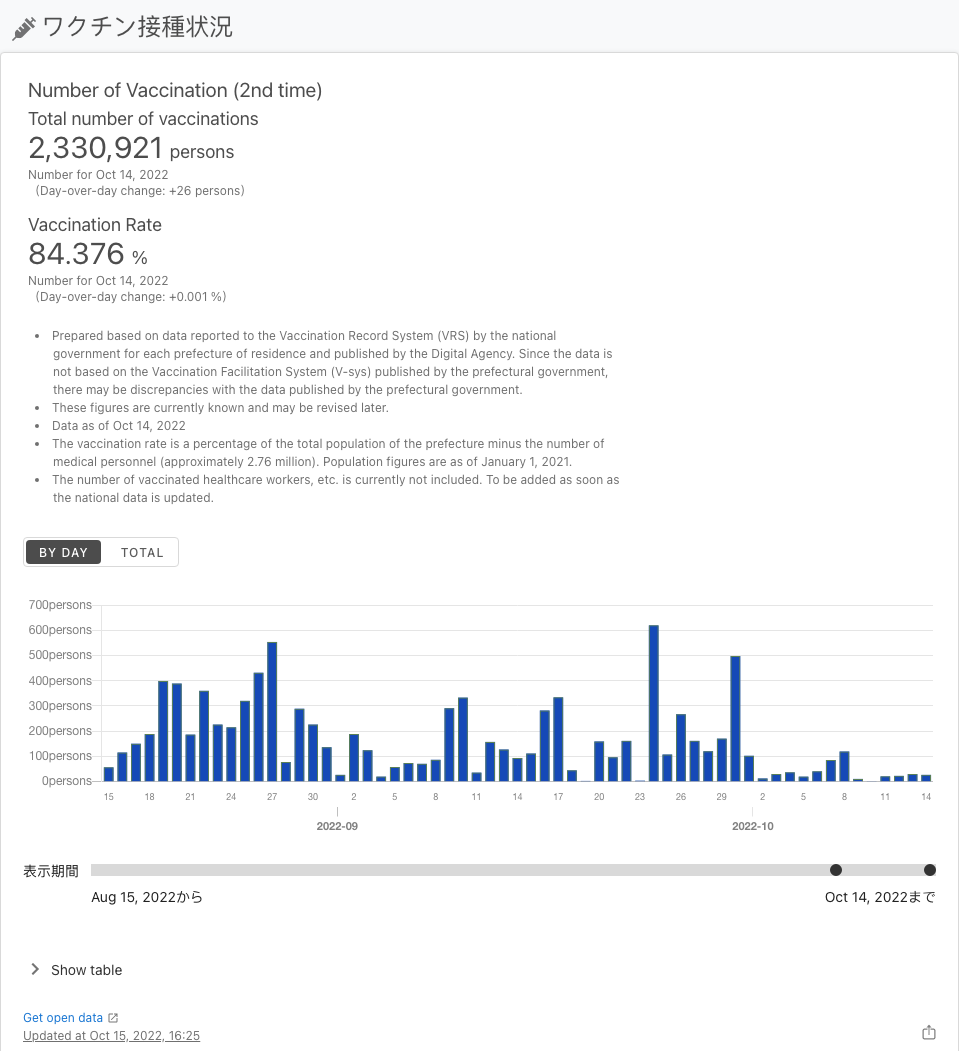 ワクチン接種状況
Number of Vaccination (2nd time)
Total number of vaccinations
2,330,921 persons
Number for Oct 14, 2022
(Day-over-day change: +26 persons)
Vaccination Rate
84.376 %
Number for Oct 14, 2022
(Day-over-day change: +0.001 %)
• Prepared based on data reported to the Vaccination Record System (VRS) by the national
government for each prefecture of residence and published by the Digital Agency. Since the data is
not based on the Vaccination Facilitation System (V-sys) published by the prefectural government,
there may be discrepancies with the data published by the prefectural government.
• These figures are currently known and may be revised later.
• Data as of Oct 14, 2022
• The vaccination rate is a percentage of the total population of the prefecture minus the number of
medical personnel (approximately 2.76 million). Population figures are as of January 1, 2021.
• The number of vaccinated healthcare workers, etc. is currently not included. To be added as soon as
the national data is updated.
BY DAY TOTAL
700persons
600persons
500persons
400persons
300persons
200persons
100persons
0persons
15 18 21 24 27 30 2 5 8 11 14 17 20 23 26 29 2 5 8 11 14
2022-09 2022-10
表示期間
Aug 15, 2022から Oct 14, 2022まで
Show table
Get open data
Updated at Oct 15, 2022, 16:25